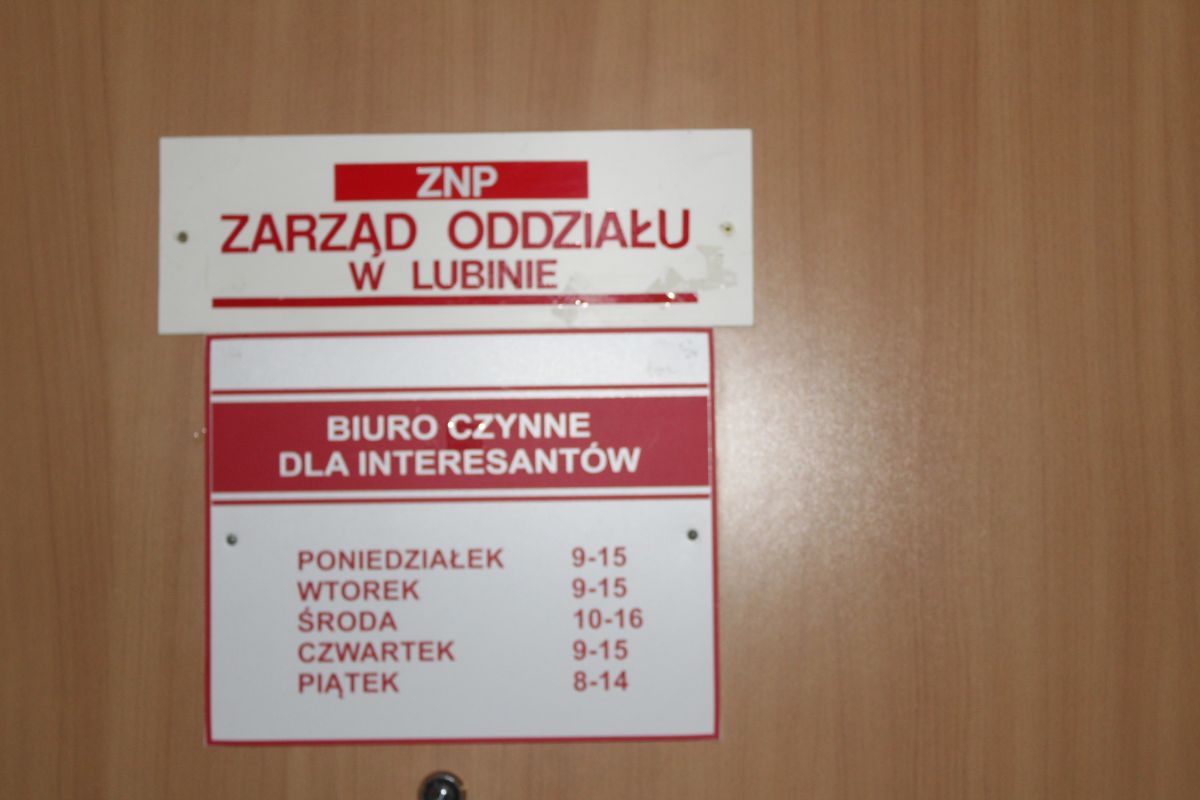 ZNP
ZARZĄD ODDZIAŁU
W LUBINIE
BIURO CZYNNE
DLA INTERESANTÓW
PONIEDZIAŁEK 9-15
WTOREK 9-15
ŚRODA 10-16
CZWARTEK 9-15
PIĄTEK 8-14